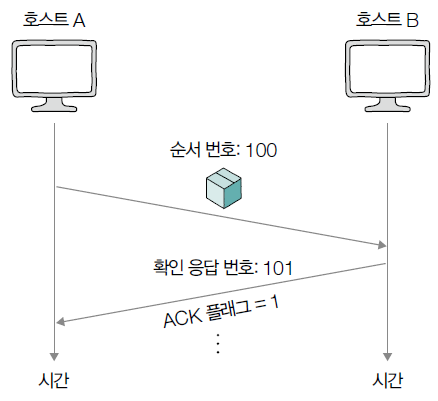 호스트 A
호스트 B
순서 번호: 100
확인 응답 번호: 101
ACK 플래그 = 1
⋮
시간
시간